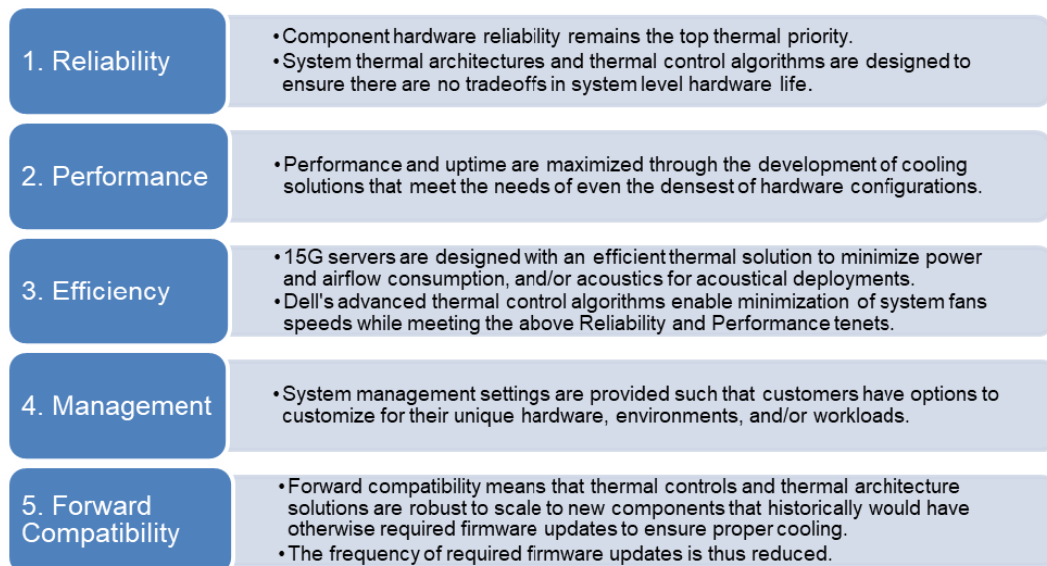 1. Reliability
•Component hardware reliability remains the top thermal priority.
•System thermal architectures and thermal control algorithms are designed to
ensure there are no tradeoffs in system level hardware life.
2. Performance
•Performance and uptime are maximized through the development of cooling
solutions that meet the needs of even the densest of hardware configurations.
3. Efficiency
•15G servers are designed with an efficient thermal solution to minimize power
and airflow consumption, and/or acoustics for acoustical deployments.
•Dell's advanced thermal control algorithms enable minimization of system fans
speeds while meeting the above Reliability and Performance tenets.
4. Management
•System management settings are provided such that customers have options to
customize for their unique hardware, environments, and/or workloads.
5. Forward
Compatibility
•Forward compatibility means that thermal controls and thermal architecture
solutions are robust to scale to new components that historically would have
otherwise required firmware updates to ensure proper cooling.
•The frequency of required firmware updates is thus reduced.